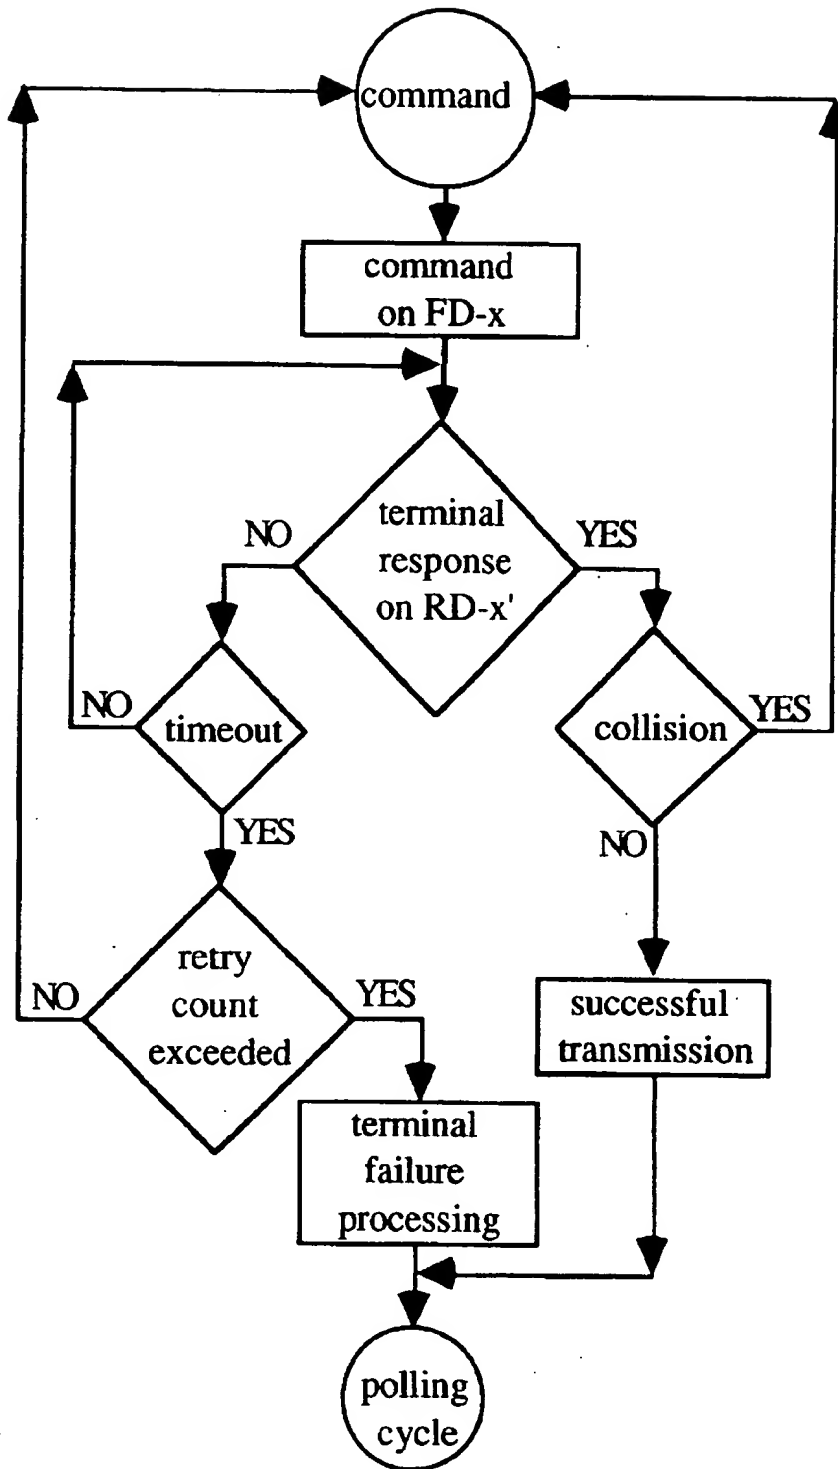 command
command
on FD-x
terminal
response
on RD-x'
NO
YES
timeout
NO
YES
collision
YES
NO
retry
count
exceeded
NO
YES
successful
transmission
terminal
failure
processing
polling
cycle